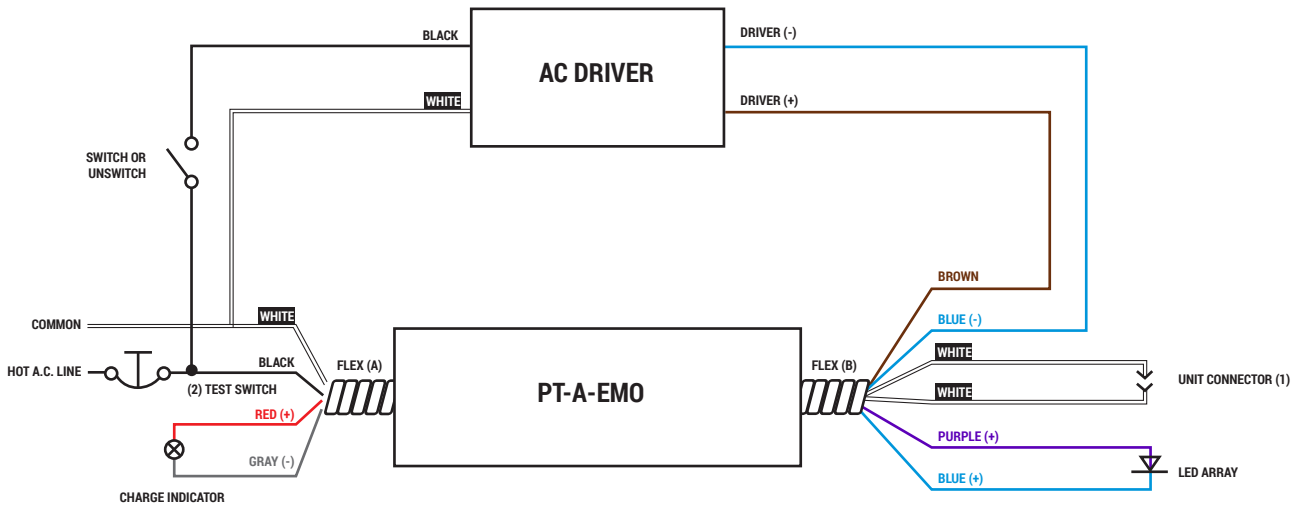 BLACK
AC DRIVER
DRIVER (-)
WHITE
DRIVER (+)
SWITCH OR
UNSWITCH
COMMON
WHITE
HOT A.C. LINE
(2) TEST SWITCH
BLACK
FLEX (A)
RED (+)
GRAY (-)
CHARGE INDICATOR
PT-A-EMO
FLEX (B)
BROWN
BLUE (-)
WHITE
WHITE
UNIT CONNECTOR (1)
PURPLE (+)
BLUE (+)
LED ARRAY